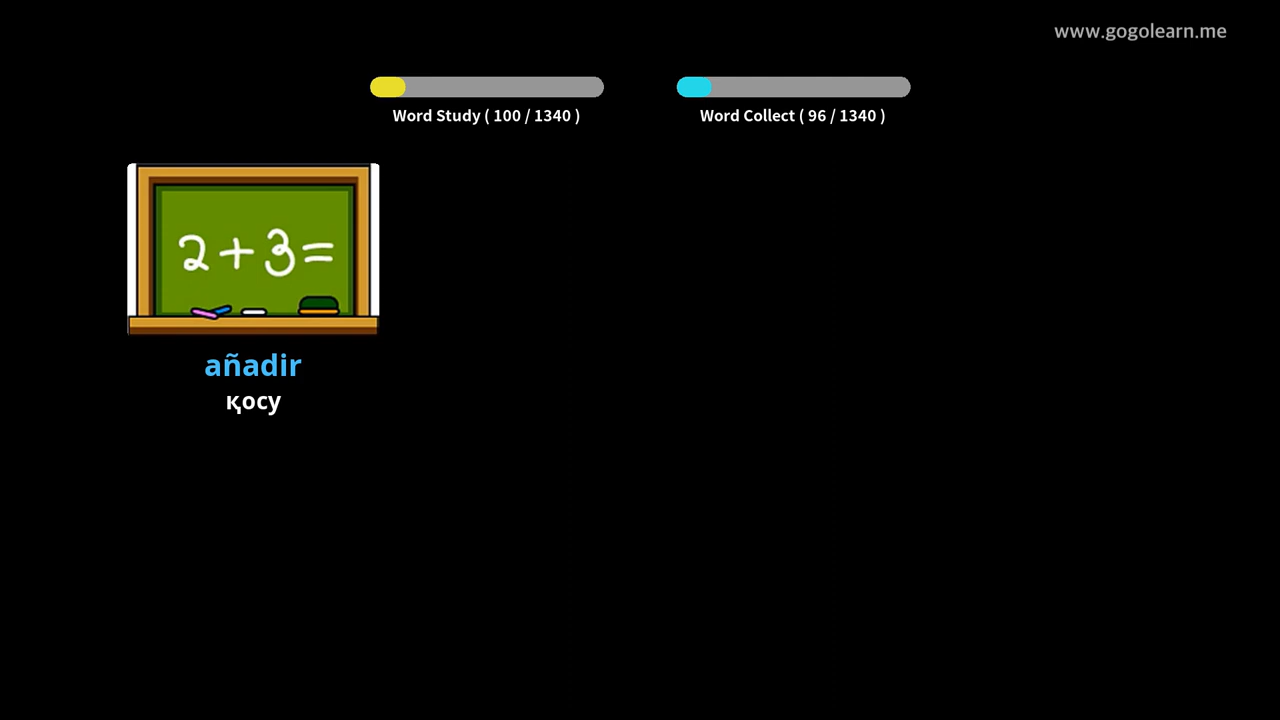 www.gogolearn.me
Word Study ( 100 / 1340 )
Word Collect ( 96 / 1340 )
2+3=
añadir
қосу